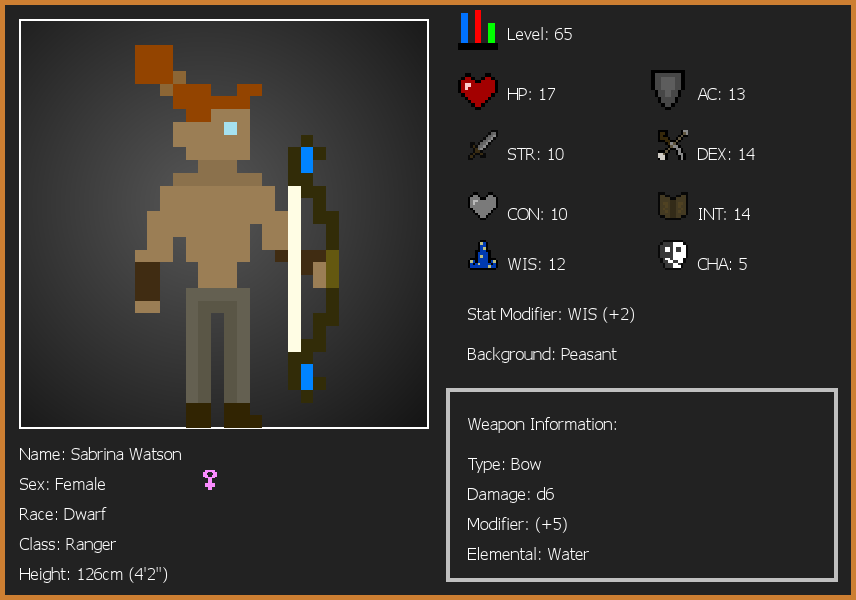 Level: 65
HP: 17
AC: 13
STR: 10
DEX: 14
CON: 10
INT: 14
WIS: 12
CHA: 5
Stat Modifier: WIS (+2)
Background: Peasant
Name: Sabrina Watson
Sex: Female
Race: Dwarf
Class: Ranger
Height: 126cm (4'2")
Weapon Information:
Type: Bow
Damage: d6
Modifier: (+5)
Elemental: Water